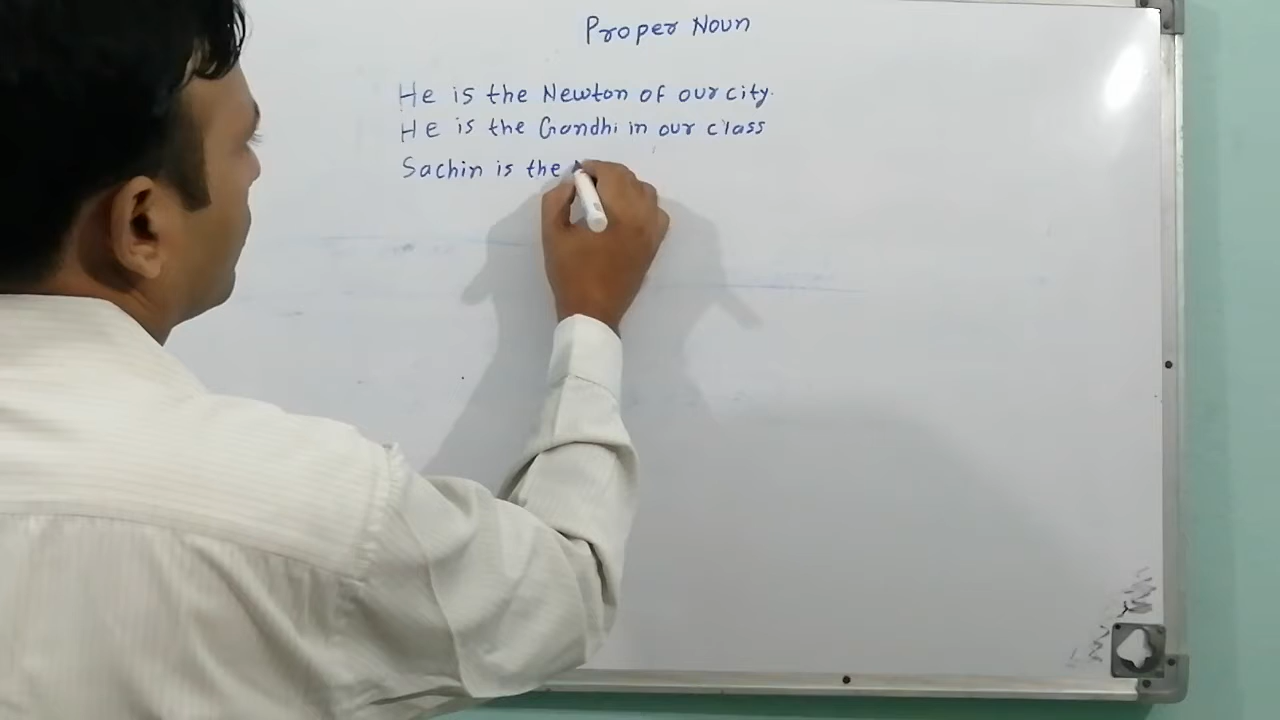 Proper Noun
He is the Newton of our city.
He is the Gandhi in our class
Sachin is the